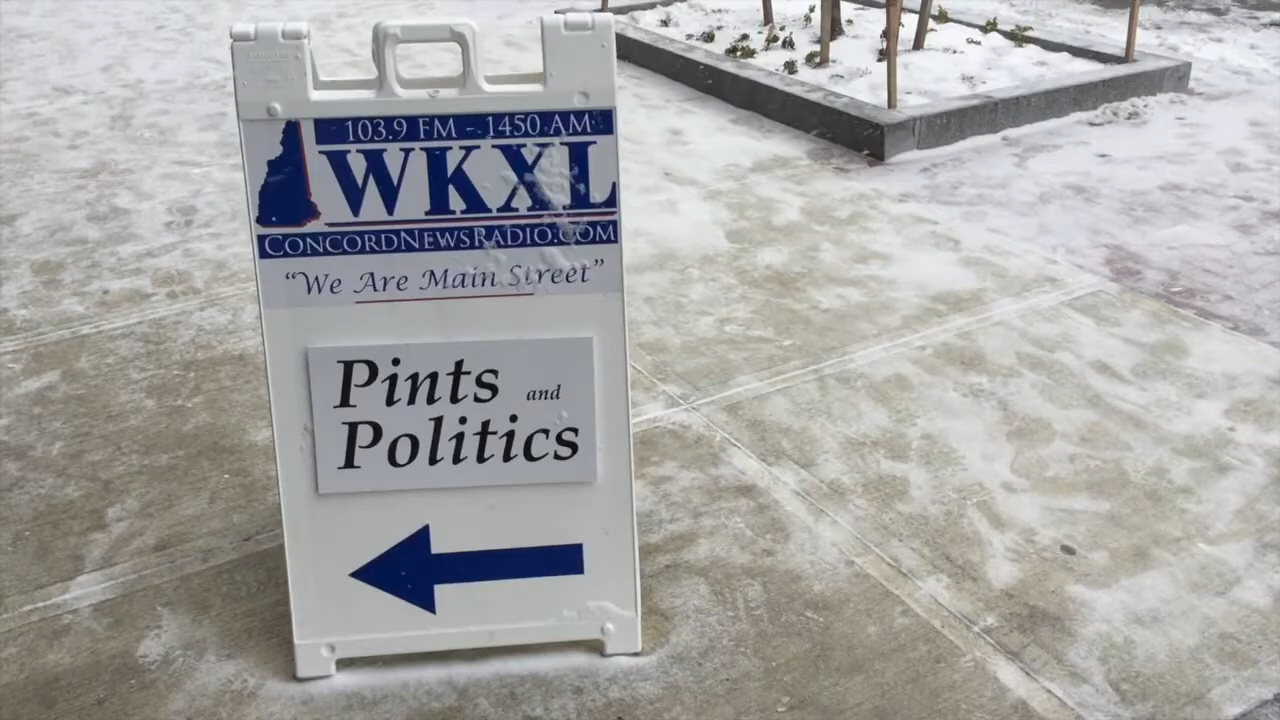 103.9 FM - 1450 AM
WKXL
CONCORDNEWSRADIO.COM
"We Are Main Street"
Pints and
Politics